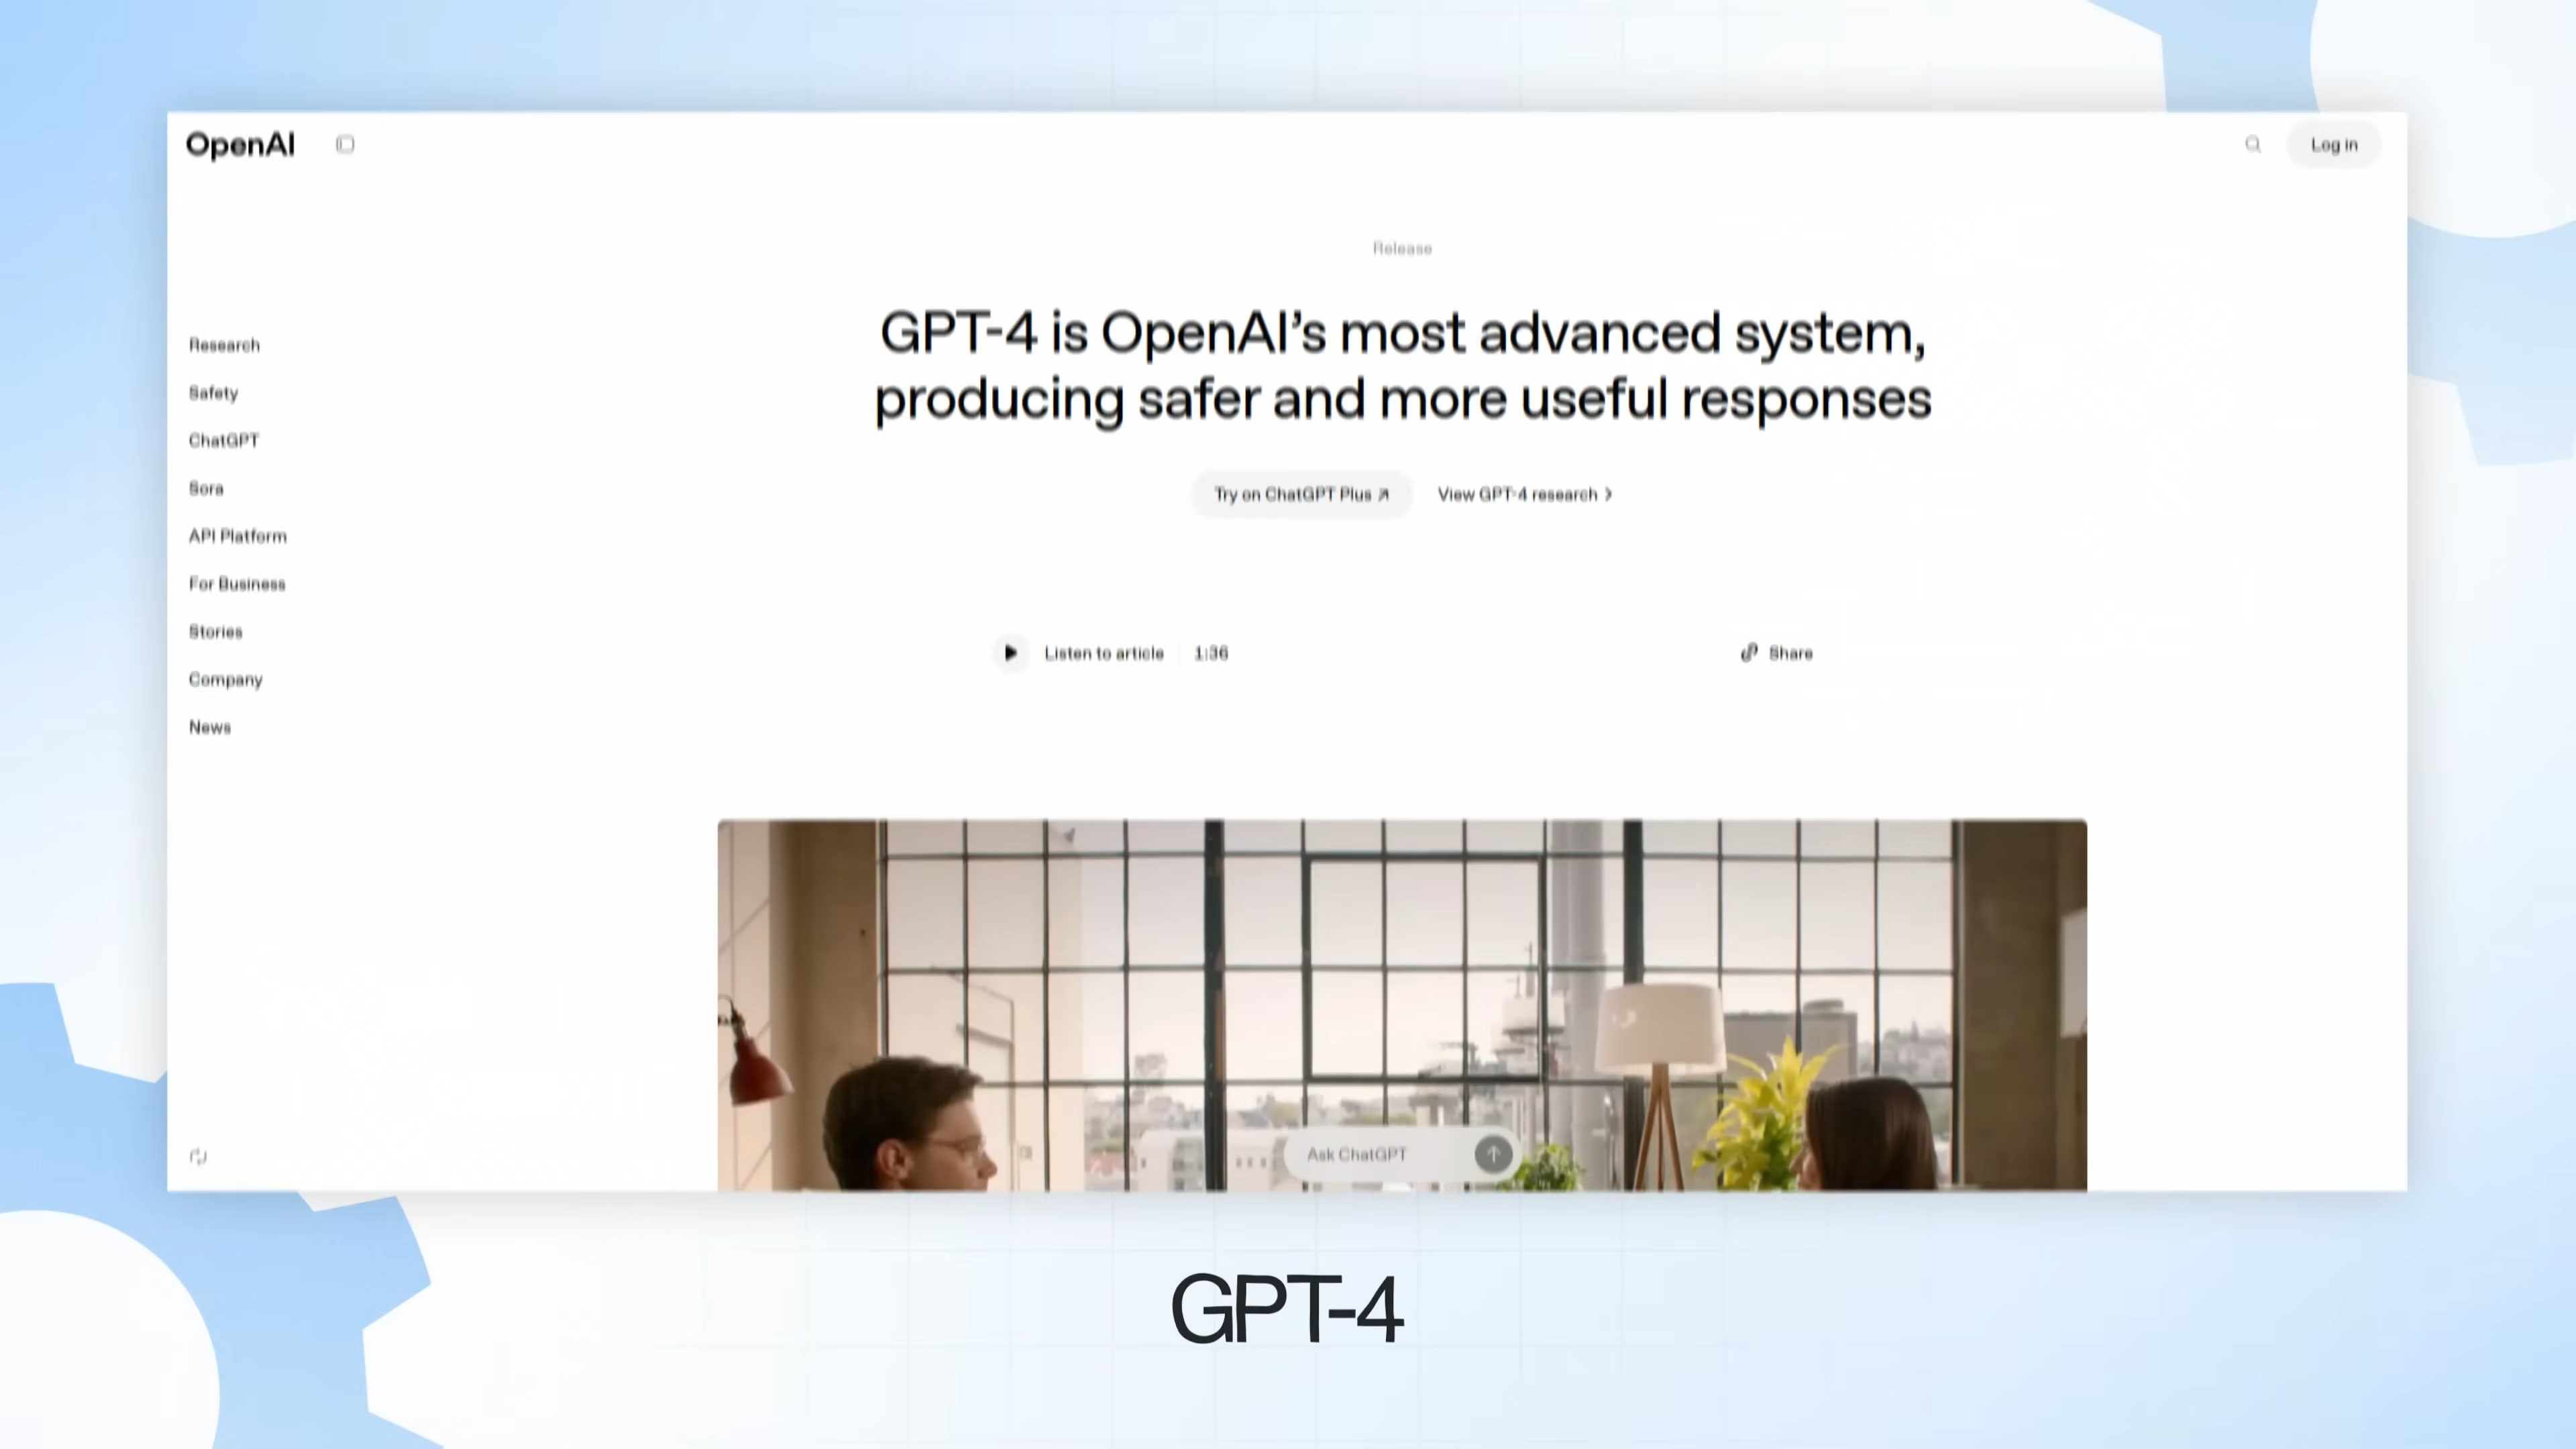 OpenAI
Log in
Release
GPT-4 is OpenAI’s most advanced system,
producing safer and more useful responses
Try on ChatGPT Plus
View GPT-4 research
Research
Safety
ChatGPT
Sora
API Platform
For Business
Stories
Company
News
Listen to article 1:36
Share
Ask ChatGPT
GPT-4